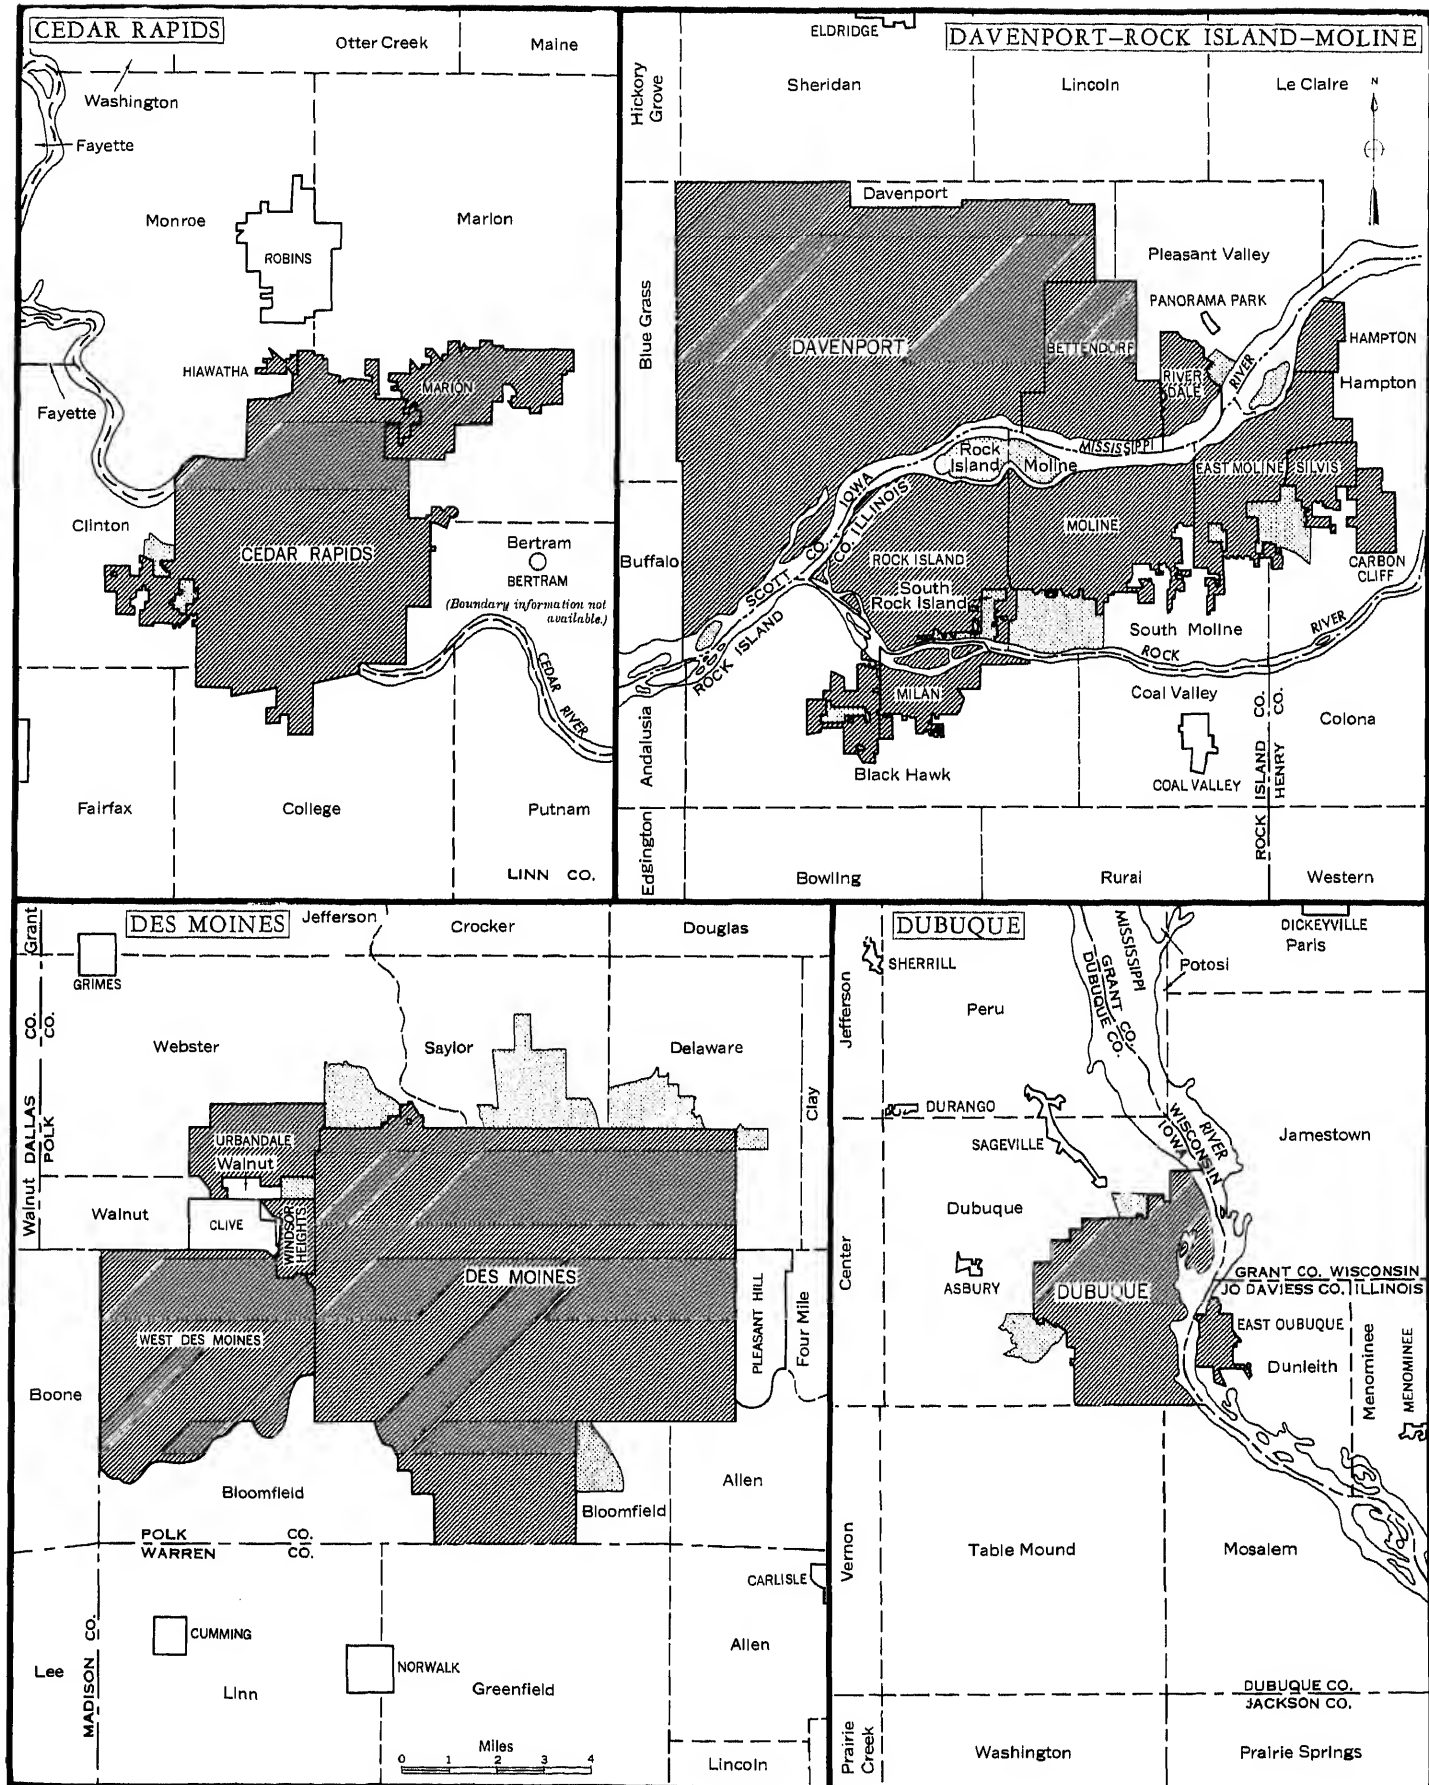 CEDAR RAPIDS
Otter Creek
Maine
Washington
Fayette
Monroe
Marion
ROBINS
HIAWATHA
MARION
Fayette
Clinton
CEDAR RAPIDS
Bertram
BERTRAM
(Boundary information not
available.)
CEDAR
RIVER
Fairfax
College
Putnam
LINN CO.
DAVENPORT–ROCK ISLAND–MOLINE
ELDRIDGE
Hickory
Grove
Sheridan
Lincoln
Le Claire
N
Davenport
Pleasant Valley
PANORAMA PARK
Blue Grass
DAVENPORT
BETTENDORF
RIVER
DALE
RIVER
HAMPTON
Hampton
MISSISSIPPI
Rock
Island
Moline
EAST MOLINE
SILVIS
IOWA
ILLINOIS
MOLINE
Buffalo
SCOTT CO.
ROCK ISLAND CO.
ROCK ISLAND
South
Rock Island
CARBON
CLIFF
South Moline
RIVER
ROCK
MILAN
Coal Valley
Andalusia
Black Hawk
COAL VALLEY
ROCK ISLAND CO.
HENRY CO.
Colona
Edgington
Bowling
Rural
Western
DES MOINES
Grant
Jefferson
Crocker
Douglas
GRIMES
DALLAS CO.
POLK CO.
Webster
Saylor
Delaware
Clay
Walnut
URBANDALE
Walnut
Walnut
CLIVE
WINDSOR
HEIGHTS
DES MOINES
WEST DES MOINES
PLEASANT HILL
Four Mile
Boone
Bloomfield
Bloomfield
Allen
POLK CO.
WARREN CO.
CARLISLE
MADISON CO.
CUMMING
Allen
Lee
NORWALK
Linn
Greenfield
Miles
0 1 2 3 4
Lincoln
DUBUQUE
DICKEYVILLE
Paris
SHERRILL
MISSISSIPPI
GRANT CO.
DUBUQUE CO.
Potosi
Jefferson
Peru
DURANGO
SAGEVILLE
WISCONSIN
IOWA
RIVER
Jamestown
Dubuque
Center
ASBURY
DUBUQUE
GRANT CO. WISCONSIN
JO DAVIESS CO. ILLINOIS
EAST DUBUQUE
Dunleith
Menominee
MENOMINEE
Vernon
Table Mound
Mosalem
DUBUQUE CO.
JACKSON CO.
Prairie
Creek
Washington
Prairie Springs